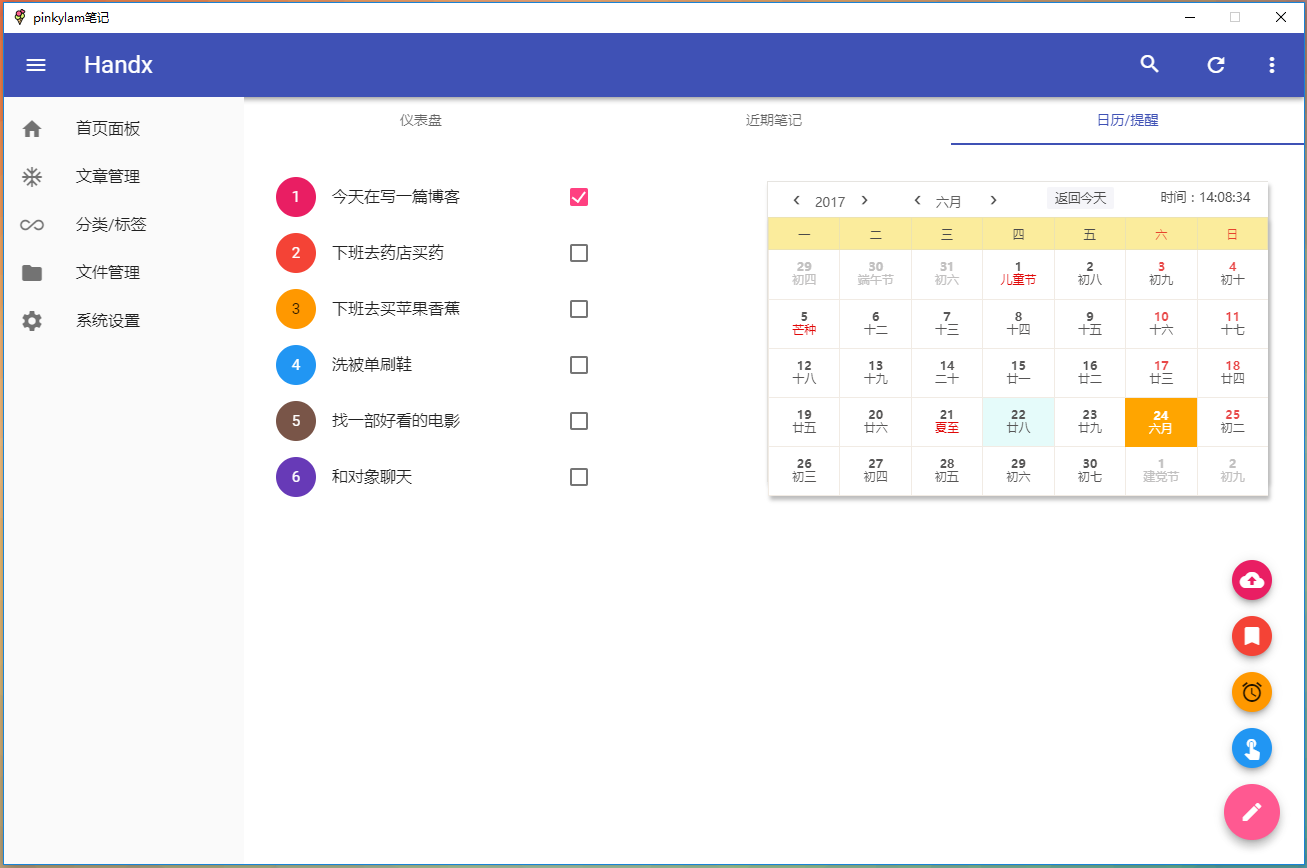 pinkylam笔记
Handx
首页面板
文章管理
分类/标签
文件管理
系统设置
仪表盘 近期笔记 日历/提醒
1 今天在写一篇博客
2 下班去药店买药
3 下班去买苹果香蕉
4 洗被单刷鞋
5 找一部好看的电影
6 和对象聊天
2017 六月 返回今天 时间：14:08:34
一 二 三 四 五 六 日
29 30 31 1 2 3 4
初四 端午节 初六 儿童节 初八 初九 初十
5 6 7 8 9 10 11
芒种 十二 十三 十四 十五 十六 十七
12 13 14 15 16 17 18
十八 十九 二十 廿一 廿二 廿三 廿四
19 20 21 22 23 24 25
廿五 廿六 夏至 廿八 廿九 六月 初二
26 27 28 29 30 1 2
初三 初四 初五 初六 初七 建党节 初九